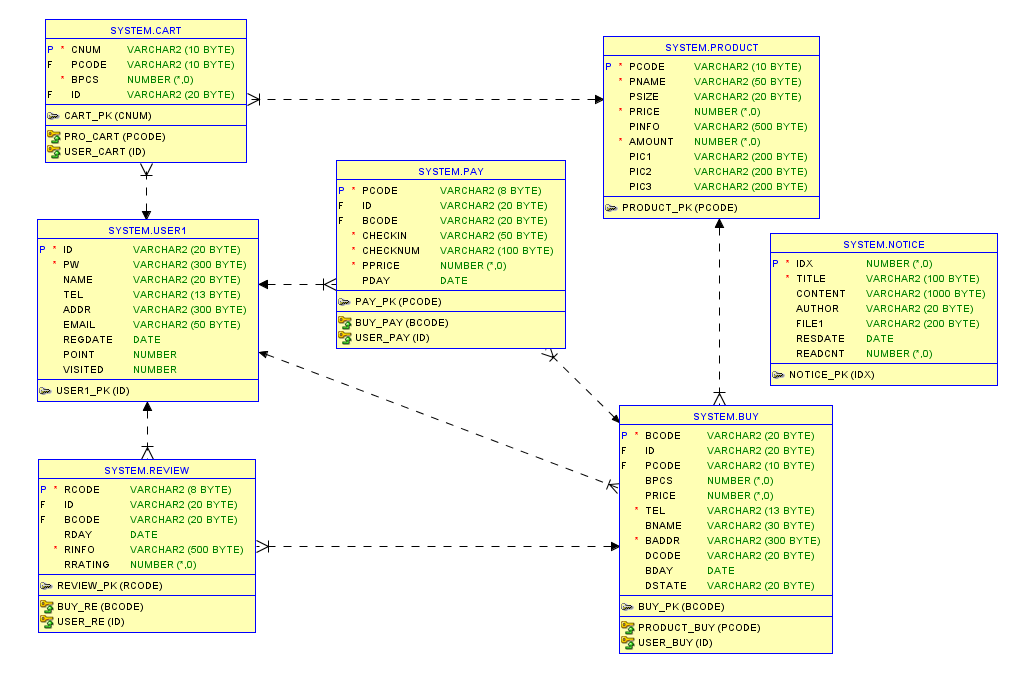 SYSTEM.CART
P * CNUM VARCHAR2 (10 BYTE)
F PCODE VARCHAR2 (10 BYTE)
* BPCS NUMBER (*,0)
F ID VARCHAR2 (20 BYTE)
CART_PK (CNUM)
PRO_CART (PCODE)
USER_CART (ID)
SYSTEM.PRODUCT
P * PCODE VARCHAR2 (10 BYTE)
* PNAME VARCHAR2 (50 BYTE)
PSIZE VARCHAR2 (20 BYTE)
* PRICE NUMBER (*,0)
PINFO VARCHAR2 (500 BYTE)
* AMOUNT NUMBER (*,0)
PIC1 VARCHAR2 (200 BYTE)
PIC2 VARCHAR2 (200 BYTE)
PIC3 VARCHAR2 (200 BYTE)
PRODUCT_PK (PCODE)
SYSTEM.PAY
P * PCODE VARCHAR2 (8 BYTE)
F ID VARCHAR2 (20 BYTE)
F BCODE VARCHAR2 (20 BYTE)
* CHECKIN VARCHAR2 (50 BYTE)
* CHECKNUM VARCHAR2 (100 BYTE)
* PPRICE NUMBER (*,0)
PDAY DATE
PAY_PK (PCODE)
BUY_PAY (BCODE)
USER_PAY (ID)
SYSTEM.USER1
P * ID VARCHAR2 (20 BYTE)
* PW VARCHAR2 (300 BYTE)
NAME VARCHAR2 (20 BYTE)
TEL VARCHAR2 (13 BYTE)
ADDR VARCHAR2 (300 BYTE)
EMAIL VARCHAR2 (50 BYTE)
REGDATE DATE
POINT NUMBER
VISITED NUMBER
USER1_PK (ID)
SYSTEM.NOTICE
P * IDX NUMBER (*,0)
* TITLE VARCHAR2 (100 BYTE)
CONTENT VARCHAR2 (1000 BYTE)
AUTHOR VARCHAR2 (20 BYTE)
FILE1 VARCHAR2 (200 BYTE)
RESDATE DATE
READCNT NUMBER (*,0)
NOTICE_PK (IDX)
SYSTEM.BUY
P * BCODE VARCHAR2 (20 BYTE)
F ID VARCHAR2 (20 BYTE)
F PCODE VARCHAR2 (10 BYTE)
BPCS NUMBER (*,0)
PRICE NUMBER (*,0)
* TEL VARCHAR2 (13 BYTE)
BNAME VARCHAR2 (30 BYTE)
* BADDR VARCHAR2 (300 BYTE)
DCODE VARCHAR2 (20 BYTE)
BDAY DATE
DSTATE VARCHAR2 (20 BYTE)
BUY_PK (BCODE)
PRODUCT_BUY (PCODE)
USER_BUY (ID)
SYSTEM.REVIEW
P * RCODE VARCHAR2 (8 BYTE)
F ID VARCHAR2 (20 BYTE)
F BCODE VARCHAR2 (20 BYTE)
RDAY DATE
* RINFO VARCHAR2 (500 BYTE)
RRATING NUMBER (*,0)
REVIEW_PK (RCODE)
BUY_RE (BCODE)
USER_RE (ID)